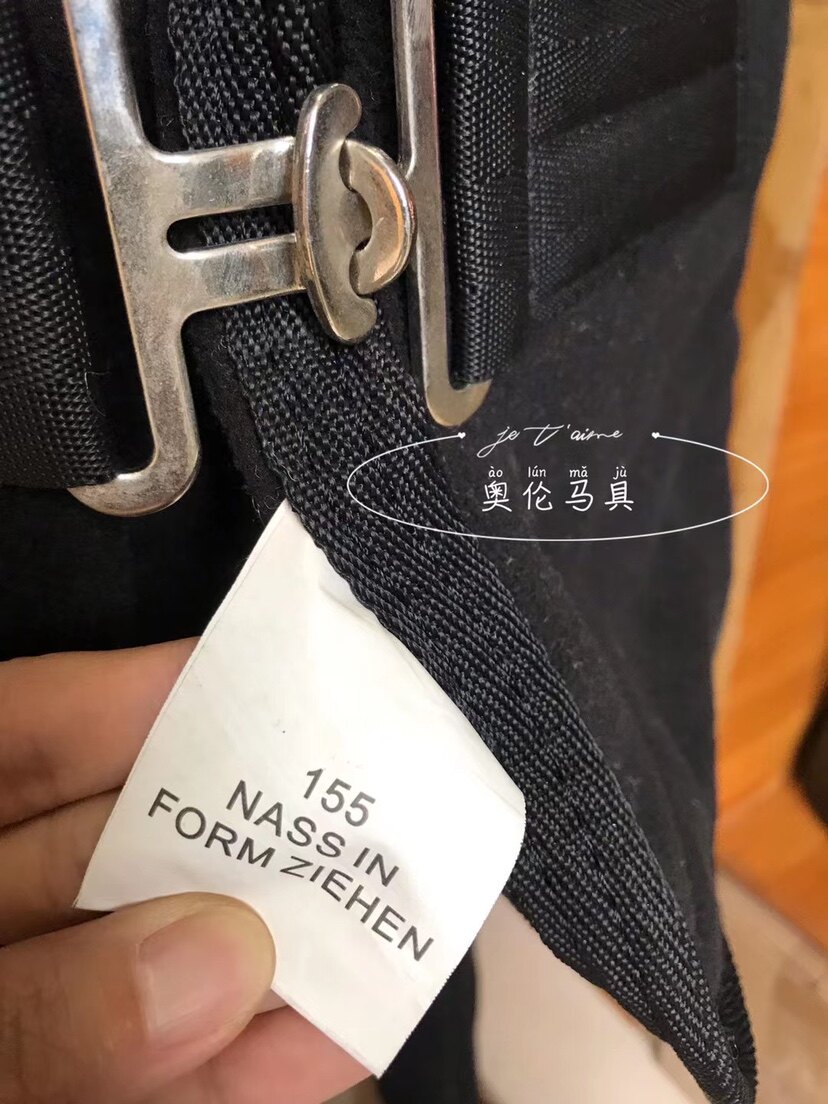 je t'aime
ào lún mǎ jù
奥伦马具
155
NASS IN
FORM ZIEHEN